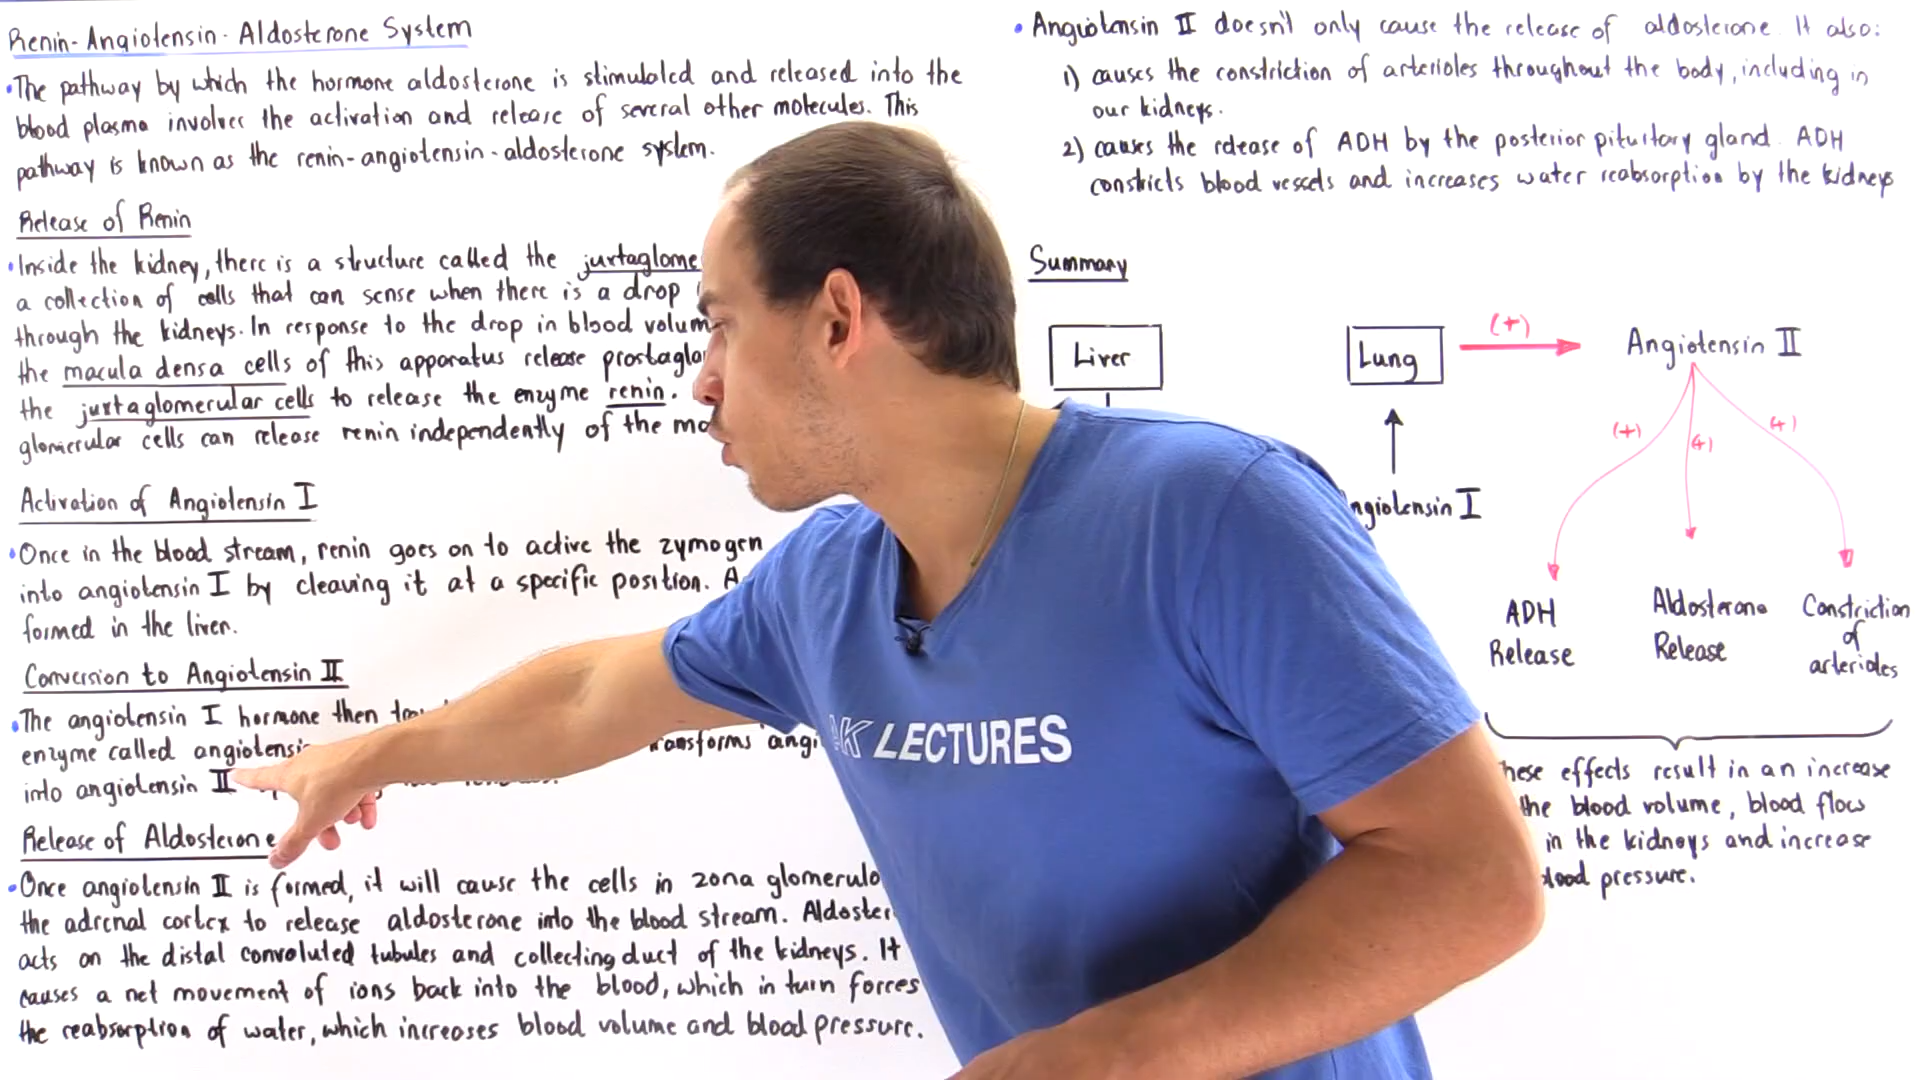 Renin-Angiotensin-Aldosterone System
•The pathway by which the hormone aldosterone is stimulated and released into the
blood plasma involves the activation and release of several other molecules. This
pathway is known as the renin-angiotensin-aldosterone system.
Release of Renin
•Inside the kidney, there is a structure called the juxtaglome
a collection of cells that can sense when there is a drop
through the kidneys. In response to the drop in blood volum
the macula densa cells of this apparatus release prostagla
the juxtaglomerular cells to release the enzyme renin.
glomerular cells can release renin independently of the ma
Activation of Angiotensin I
•Once in the blood stream, renin goes on to active the zymogen
into angiotensin I by cleaving it at a specific position. A
formed in the liver.
Conversion to Angiotensin II
•The angiotensin I hormone then
enzyme called angiotensi ransforms angi
into angiotensin II
Release of Aldosterone
•Once angiotensin II is formed, it will cause the cells in zona glomerulo
the adrenal cortex to release aldosterone into the blood stream. Aldoster
acts on the distal convoluted tubules and collecting duct of the kidneys. It
causes a net movement of ions back into the blood, which in turn forces
the reabsorption of water, which increases blood volume and blood pressure.
• Angiotensin II doesn't only cause the release of aldosterone. It also:
1) causes the constriction of arterioles throughout the body, including in
our kidneys.
2) causes the release of ADH by the posterior pituitary gland. ADH
constricts blood vessels and increases water reabsorption by the kidneys
Summary
Liver
Lung
(+)
Angiotensin II
(+)
(+)
(+)
ngiotensin I
ADH
Release
Aldosterone
Release
Constriction
of
arterioles
hese effects result in an increase
the blood volume, blood flow
in the kidneys and increase
blood pressure.
AK LECTURES